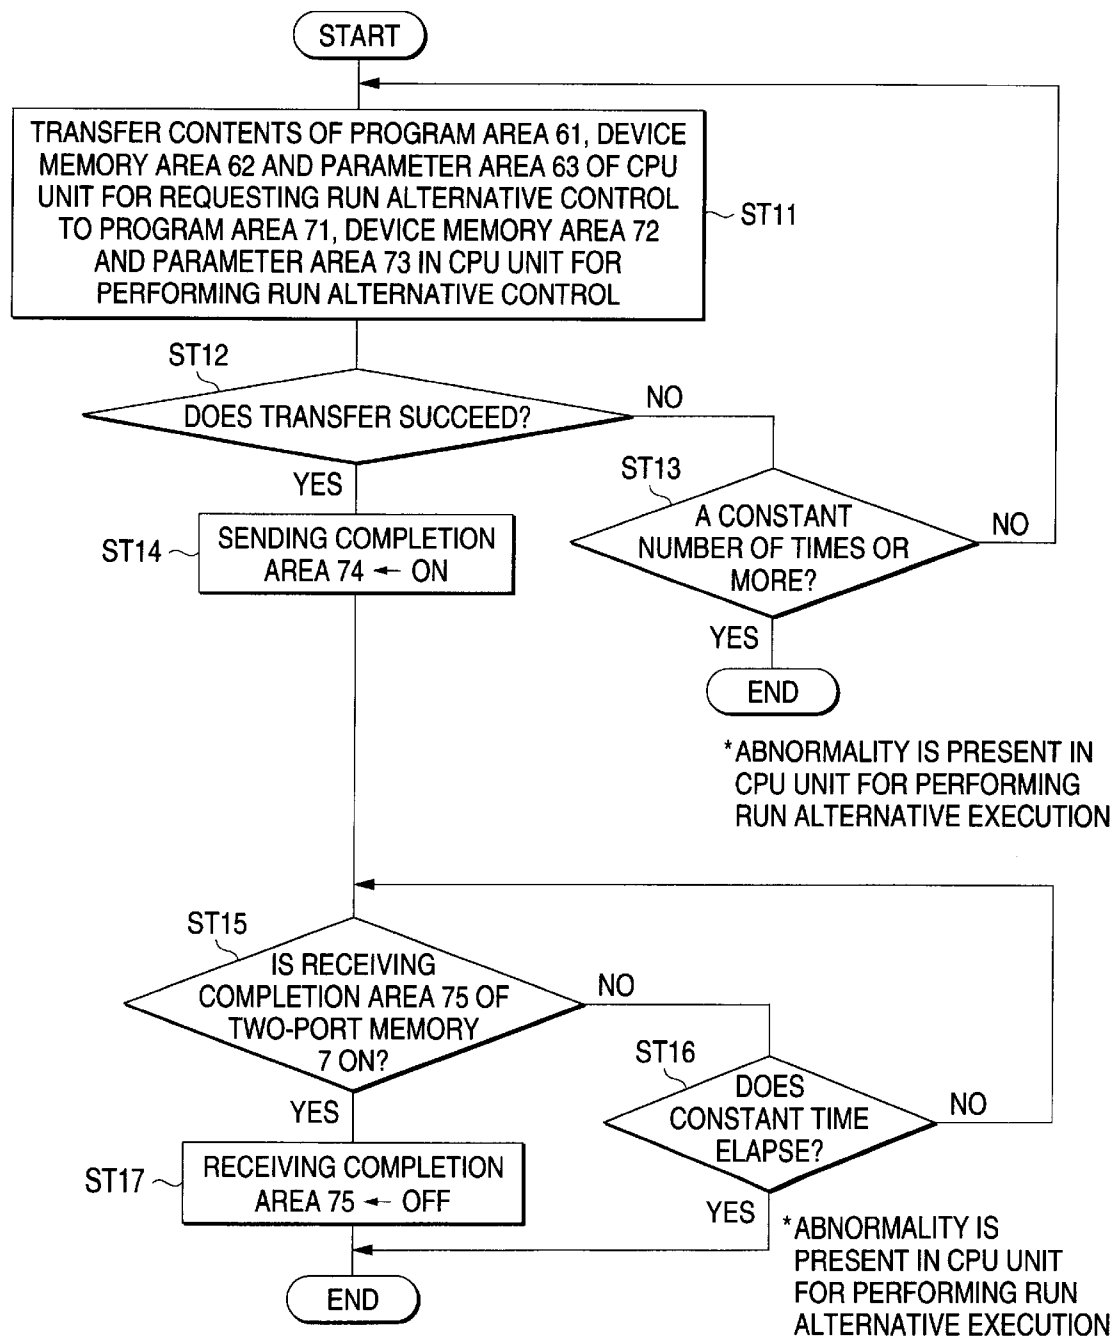 START
TRANSFER CONTENTS OF PROGRAM AREA 61, DEVICE
MEMORY AREA 62 AND PARAMETER AREA 63 OF CPU
UNIT FOR REQUESTING RUN ALTERNATIVE CONTROL
TO PROGRAM AREA 71, DEVICE MEMORY AREA 72
AND PARAMETER AREA 73 IN CPU UNIT FOR
PERFORMING RUN ALTERNATIVE CONTROL
ST11
ST12
DOES TRANSFER SUCCEED?
NO
YES
ST13
A CONSTANT
NUMBER OF TIMES OR
MORE?
NO
YES
END
*ABNORMALITY IS PRESENT IN
CPU UNIT FOR PERFORMING
RUN ALTERNATIVE EXECUTION
ST14
SENDING COMPLETION
AREA 74 ← ON
ST15
IS RECEIVING
COMPLETION AREA 75 OF
TWO-PORT MEMORY
7 ON?
NO
YES
ST16
DOES
CONSTANT TIME
ELAPSE?
NO
YES
*ABNORMALITY IS
PRESENT IN CPU UNIT
FOR PERFORMING RUN
ALTERNATIVE EXECUTION
ST17
RECEIVING COMPLETION
AREA 75 ← OFF
END